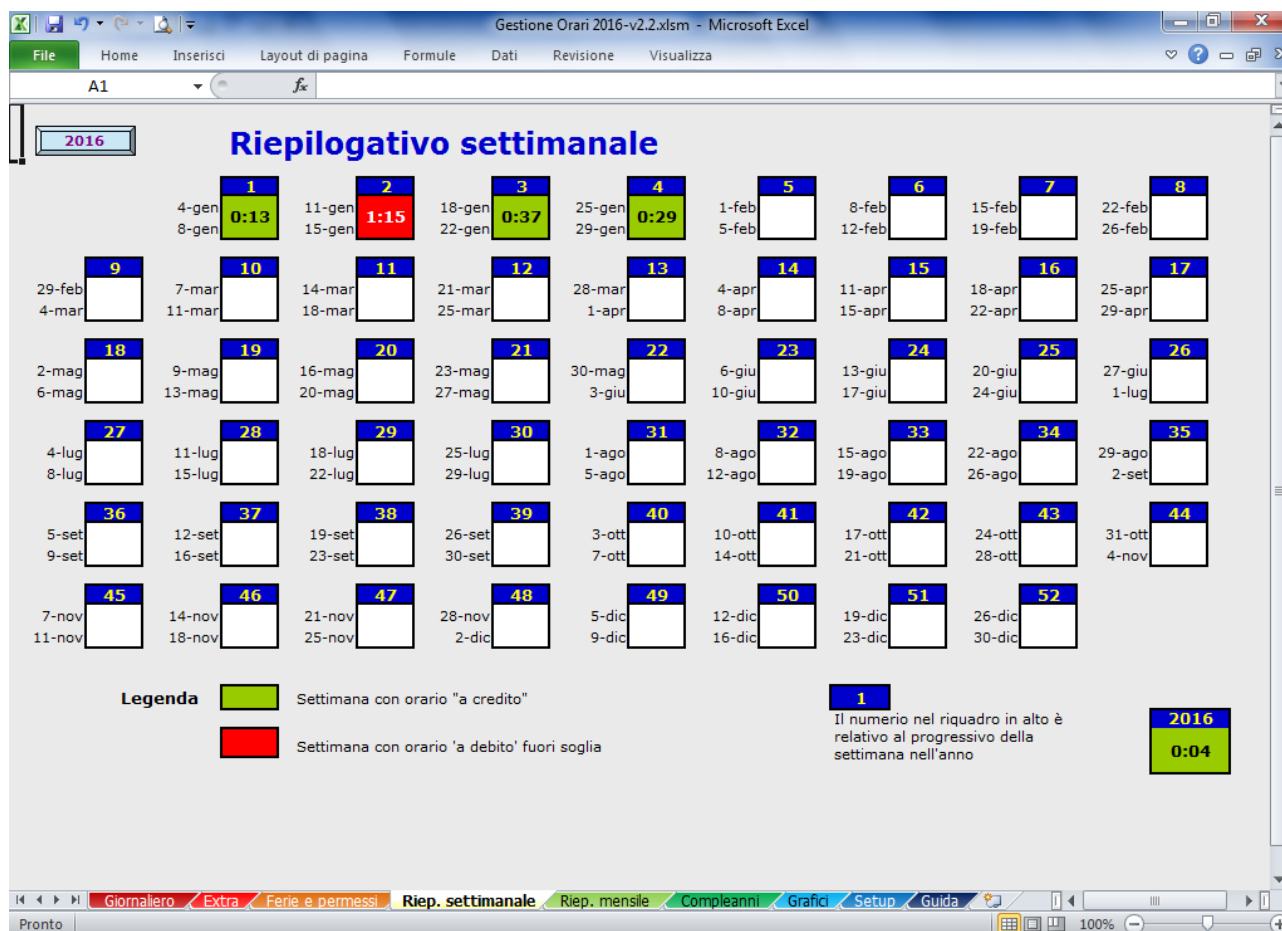 Gestione Orari 2016-v2.2.xlsm - Microsoft Excel
File Home Inserisci Layout di pagina Formule Dati Revisione Visualizza
A1 fx
2016 Riepilogativo settimanale
1 2 3 4 5 6 7 8
4-gen 0:13 11-gen 1:15 18-gen 0:37 25-gen 0:29 1-feb 8-feb 15-feb 22-feb
8-gen 15-gen 22-gen 29-gen 5-feb 12-feb 19-feb 26-feb
9 10 11 12 13 14 15 16 17
29-feb 7-mar 14-mar 21-mar 28-mar 4-apr 11-apr 18-apr 25-apr
4-mar 11-mar 18-mar 25-mar 1-apr 8-apr 15-apr 22-apr 29-apr
18 19 20 21 22 23 24 25 26
2-mag 9-mag 16-mag 23-mag 30-mag 6-giu 13-giu 20-giu 27-giu
6-mag 13-mag 20-mag 27-mag 3-giu 10-giu 17-giu 24-giu 1-lug
27 28 29 30 31 32 33 34 35
4-lug 11-lug 18-lug 25-lug 1-ago 8-ago 15-ago 22-ago 29-ago
8-lug 15-lug 22-lug 29-lug 5-ago 12-ago 19-ago 26-ago 2-set
36 37 38 39 40 41 42 43 44
5-set 12-set 19-set 26-set 3-ott 10-ott 17-ott 24-ott 31-ott
9-set 16-set 23-set 30-set 7-ott 14-ott 21-ott 28-ott 4-nov
45 46 47 48 49 50 51 52
7-nov 14-nov 21-nov 28-nov 5-dic 12-dic 19-dic 26-dic
11-nov 18-nov 25-nov 2-dic 9-dic 16-dic 23-dic 30-dic
Legenda Settimana con orario "a credito"
Settimana con orario 'a debito' fuori soglia
1
Il numerio nel riquadro in alto è
relativo al progressivo della
settimana nell'anno
2016
0:04
Giornaliero Extra Ferie e permessi Riep. settimanale Riep. mensile Compleanni Grafici Setup Guida
Pronto 100%